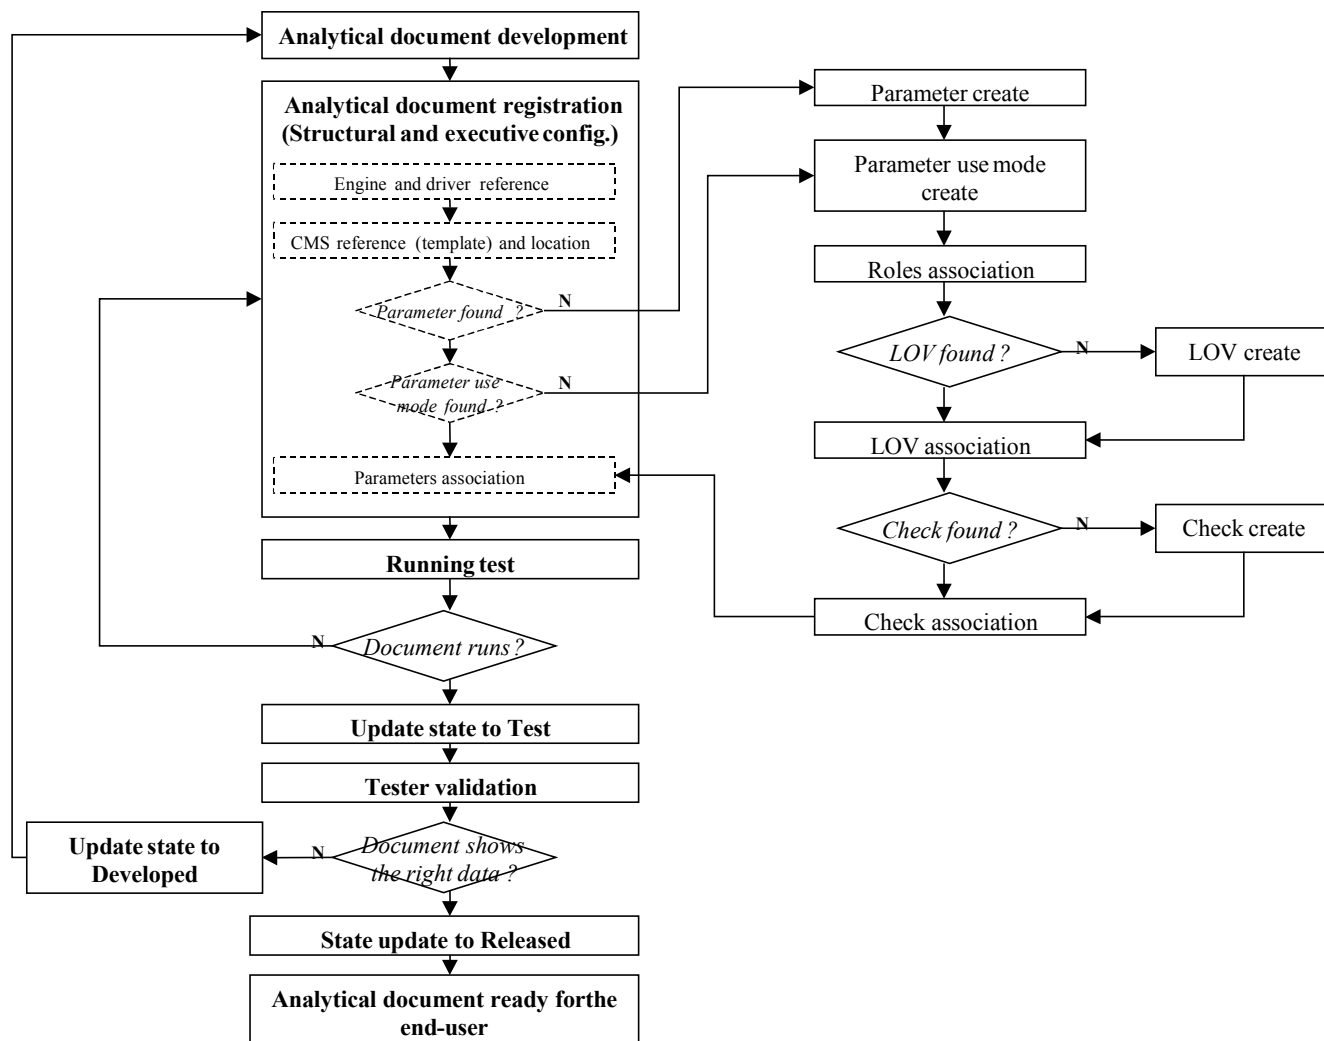 Analytical document development
Analytical document registration
(Structural and executive config.)
Engine and driver reference
CMS reference (template) and location
Parameter found ?
N
Parameter use
mode found ?
N
Parameters association
Running test
Document runs ?
N
Update state to Test
Tester validation
Document shows
the right data ?
N
Update state to
Developed
State update to Released
Analytical document ready forthe
end-user
Parameter create
Parameter use mode
create
Roles association
LOV found ?
N
LOV create
LOV association
Check found ?
N
Check create
Check association